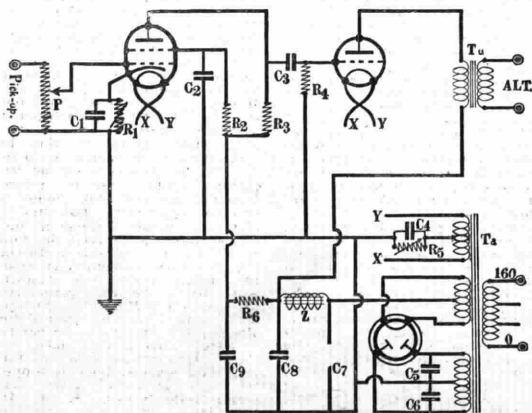 Pick-up.
P
C1
R1
X Y
C2
R2
R3
C3
R4
X Y
Tu
ALT.
Y
C4
R5
X
Ta
160
0
R6
Z
C9
C8
C7
C5
C6